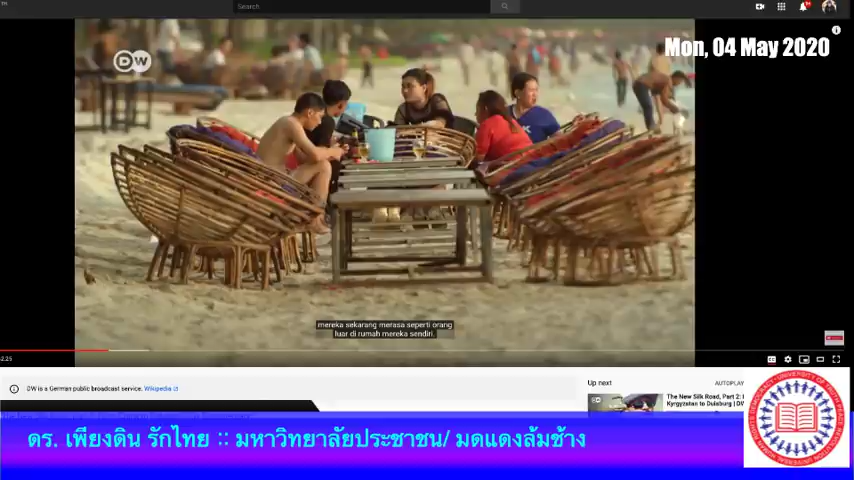 TH
Search
DW
Mon, 04 May 2020
mereka sekarang merasa seperti orang
luar di rumah mereka sendiri.
2.25
DW is a German public broadcast service. Wikipedia
Up next
AUTOPLAY
The New Silk Road, Part 2:
Kyrgyzstan to Duisburg | DW
ดร. เพียงดิน รักไทย :: มหาวิทยาลัยประชาชน/ มดแดงล้มช้าง